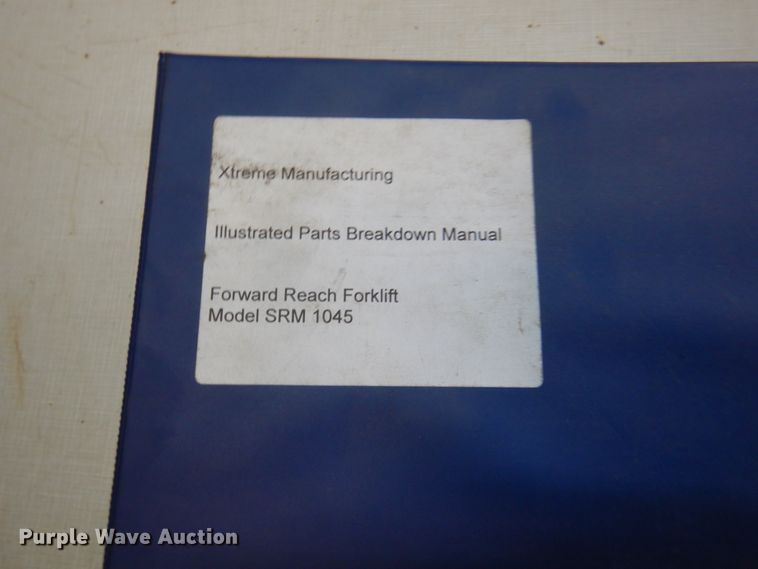 Xtreme Manufacturing
Illustrated Parts Breakdown Manual
Forward Reach Forklift
Model SRM 1045
Purple Wave Auction